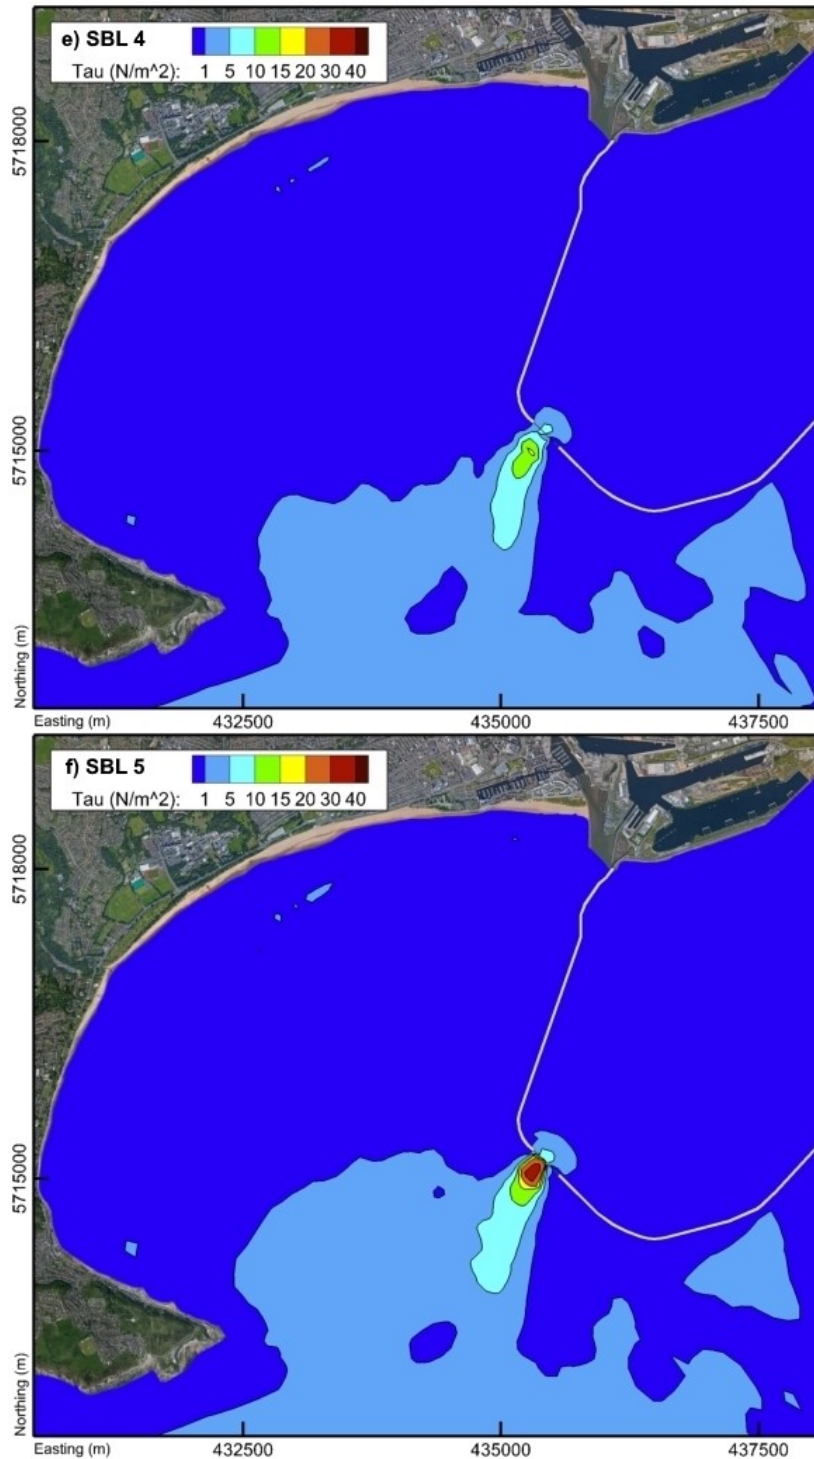 e) SBL 4
Tau (N/m^2): 1 5 10 15 20 30 40
5718000
5715000
Northing (m)
Easting (m) 432500 435000 437500
f) SBL 5
Tau (N/m^2): 1 5 10 15 20 30 40
5718000
5715000
Northing (m)
Easting (m) 432500 435000 437500